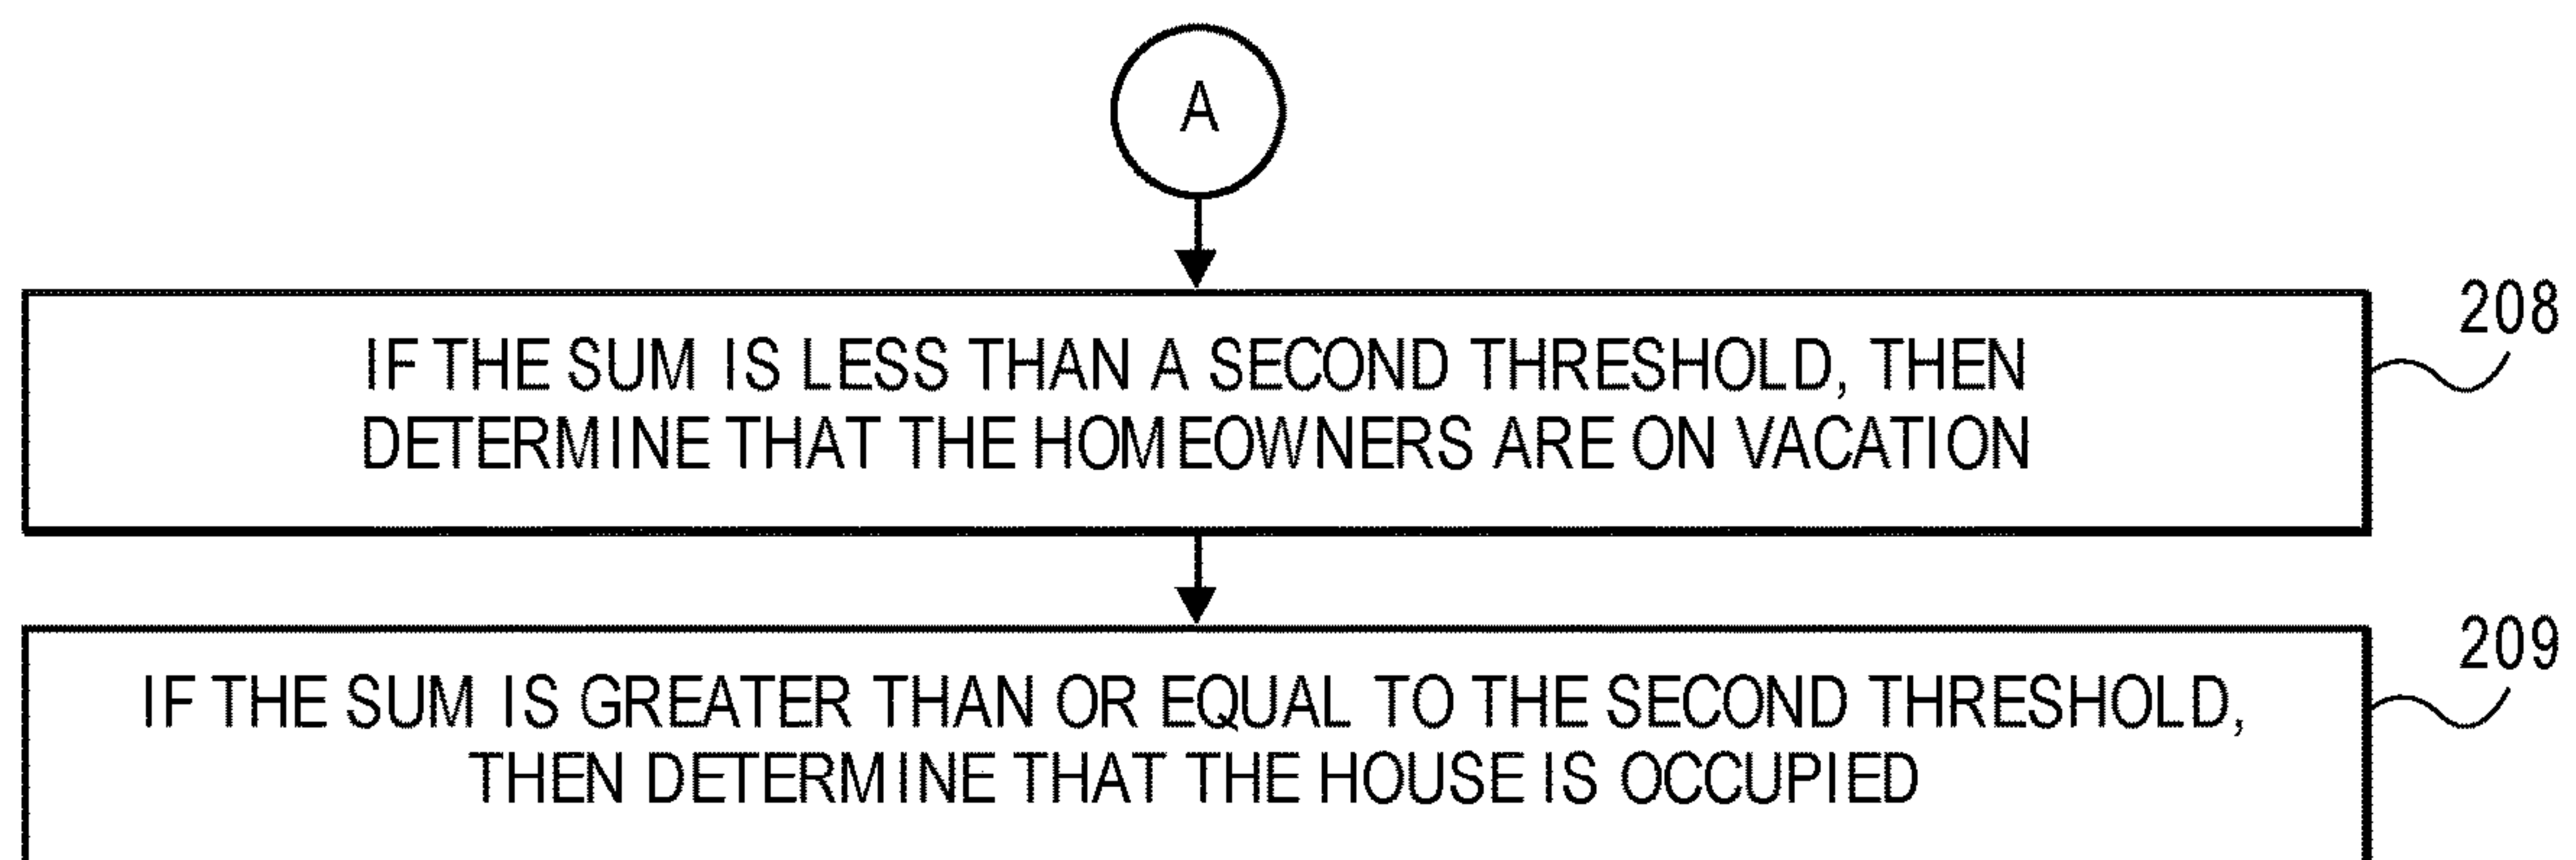 A
208
IF THE SUM IS LESS THAN A SECOND THRESHOLD, THEN
DETERMINE THAT THE HOMEOWNERS ARE ON VACATION
209
IF THE SUM IS GREATER THAN OR EQUAL TO THE SECOND THRESHOLD,
THEN DETERMINE THAT THE HOUSE IS OCCUPIED